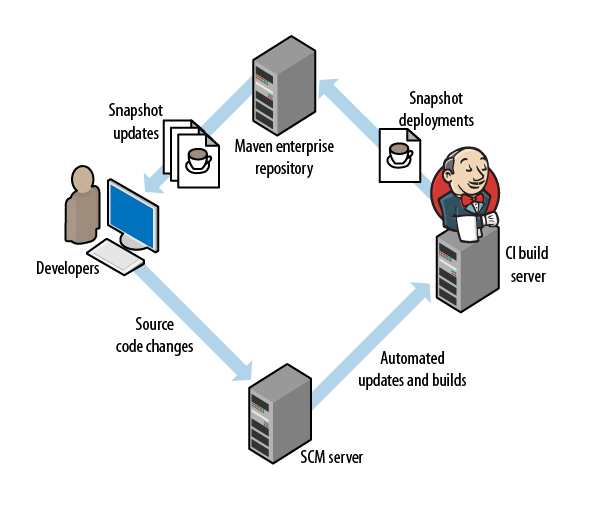 Snapshot
updates
Maven enterprise
repository
Snapshot
deployments
Developers
CI build
server
Source
code changes
Automated
updates and builds
SCM server